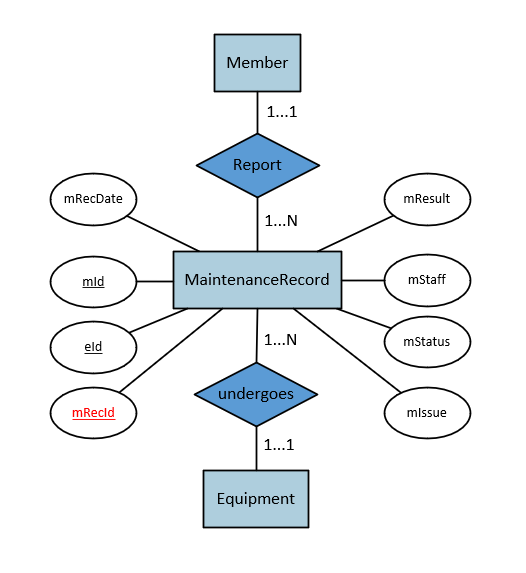 Member
1...1
Report
1...N
mRecDate
mResult
mId
MaintenanceRecord
mStaff
eId
mStatus
1...N
mRecId
undergoes
mIssue
1...1
Equipment